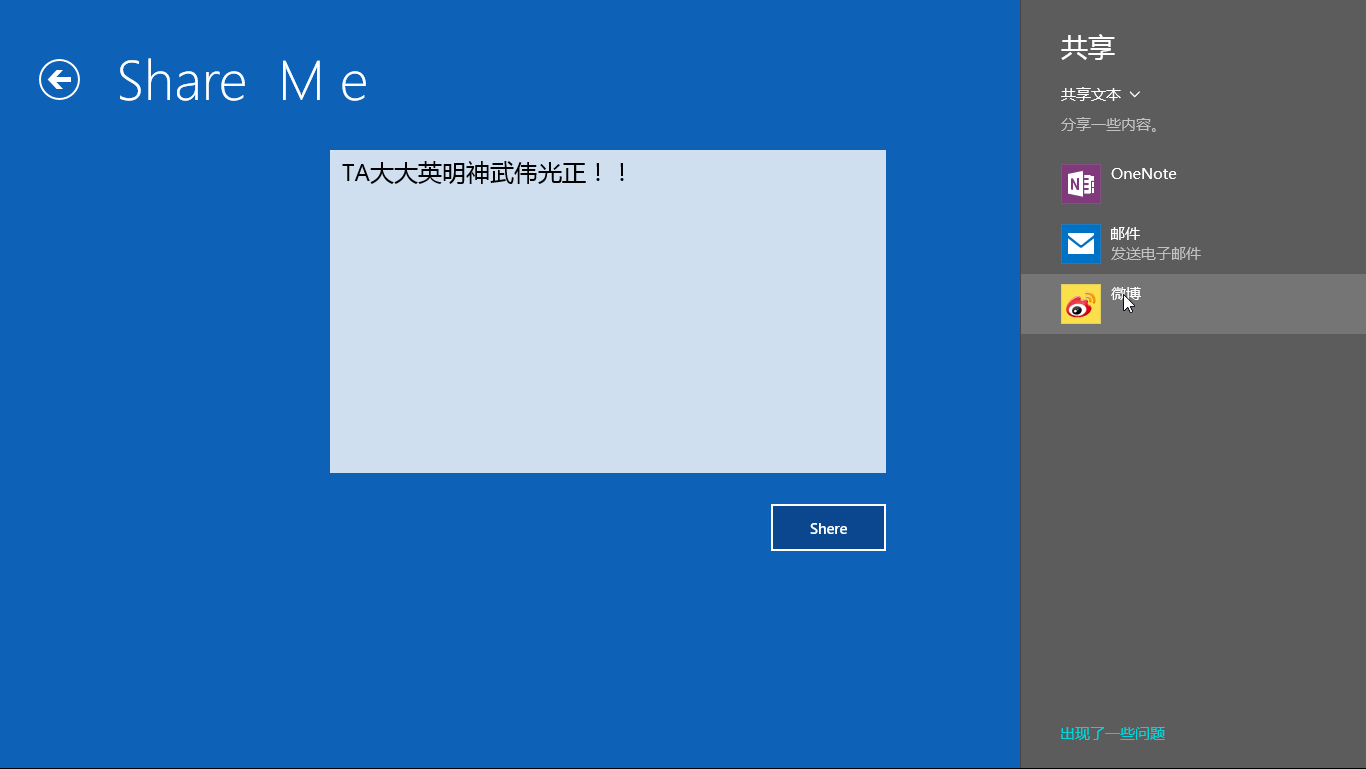 Share Me
TA大大英明神武伟光正！！
Shere
共享
共享文本
分享一些内容。
OneNote
邮件
发送电子邮件
微博
出现了一些问题